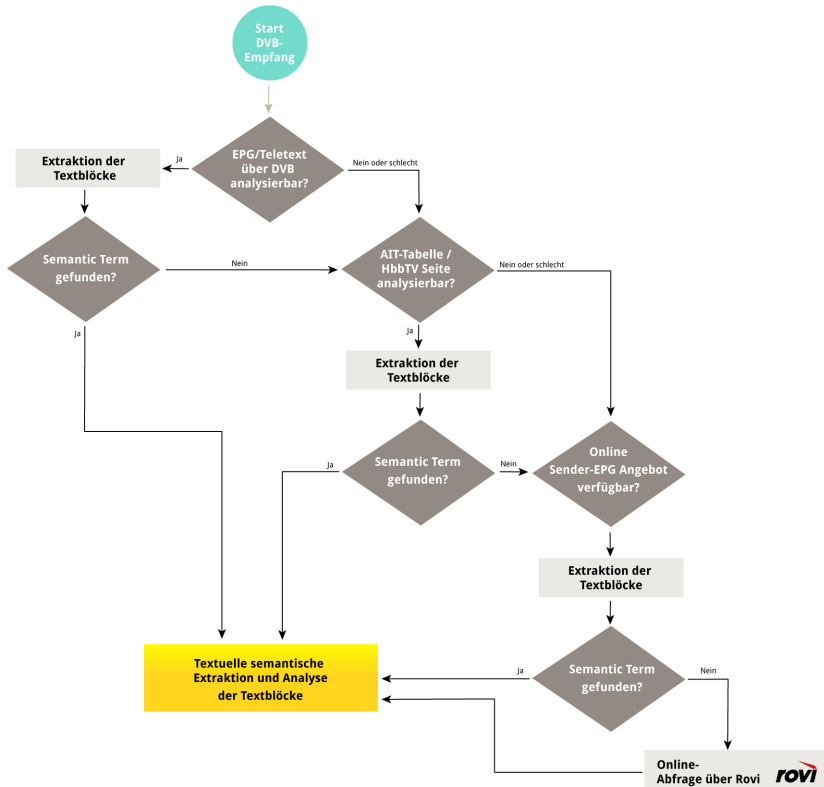 Start
DVB-
Empfang
EPG/Teletext
über DVB
analysierbar?
Ja
Nein oder schlecht
Extraktion der
Textblöcke
Semantic Term
gefunden?
Nein
Ja
AIT-Tabelle /
HbbTV Seite
analysierbar?
Nein oder schlecht
Ja
Extraktion der
Textblöcke
Semantic Term
gefunden?
Ja
Nein
Online
Sender-EPG Angebot
verfügbar?
Extraktion der
Textblöcke
Semantic Term
gefunden?
Ja
Nein
Textuelle semantische
Extraktion und Analyse
der Textblöcke
Online-
Abfrage über Rovi
rovi